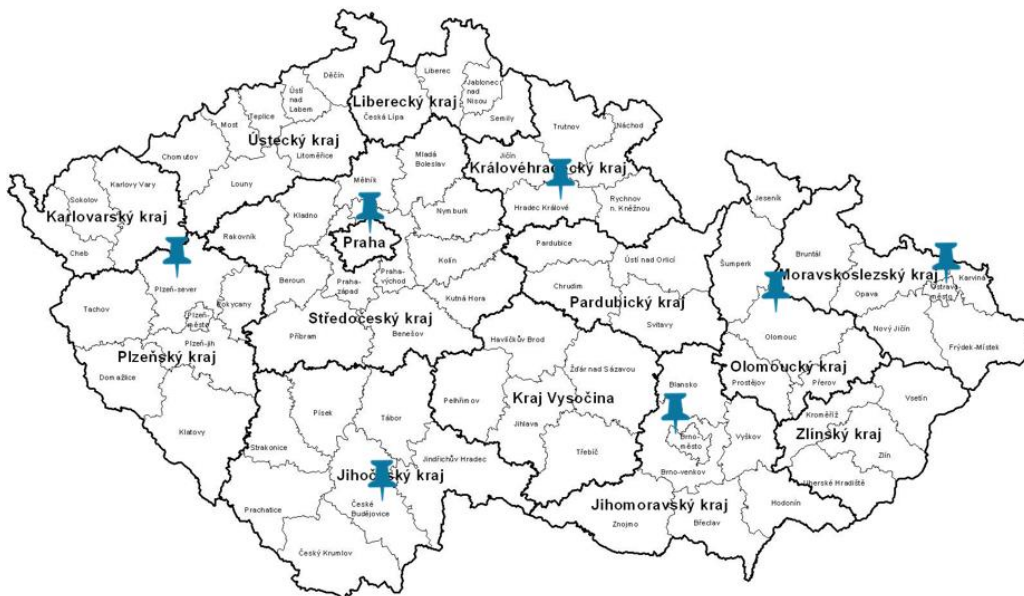 Děčín
Liberec
Ústí
nad
Labem
Jablonec
nad
Nisou
Liberecký kraj
Teplice
Česká Lípa
Semily
Most
Trutnov
Náchod
Ústecký kraj
Chomutov
Litoměřice
Mladá
Boleslav
Jičín
Královéhradecký kraj
Louny
Mělník
Karlovy Vary
Sokolov
Karlovarský kraj
Kladno
Nymburk
Hradec Králové
Rychnov
n. Kněžnou
Jeseník
Cheb
Rakovník
Praha
Pardubice
Kolín
Ústí nad Orlicí
Šumperk
Bruntál
Moravskoslezský kraj
Karviná
Ostrava-
město
Plzeň-sever
Beroun
Praha-
západ
Praha-
východ
Chrudim
Opava
Tachov
Rokycany
Kutná Hora
Pardubický kraj
Plzeň-
město
Středočeský kraj
Svitavy
Nový Jičín
Příbram
Benešov
Olomouc
Plzeň-jih
Havlíčkův Brod
Frýdek-Místek
Plzeňský kraj
Žďár nad Sázavou
Olomoucký kraj
Domažlice
Blansko
Prostějov
Přerov
Pelhřimov
Kraj Vysočina
Vsetín
Písek
Tábor
Kroměříž
Klatovy
Jihlava
Brno-
město
Vyškov
Zlínský kraj
Strakonice
Třebíč
Zlín
Jindřichův Hradec
Jihočeský kraj
Brno-venkov
Uherské Hradiště
Prachatice
České
Budějovice
Jihomoravský kraj
Hodonín
Znojmo
Břeclav
Český Krumlov